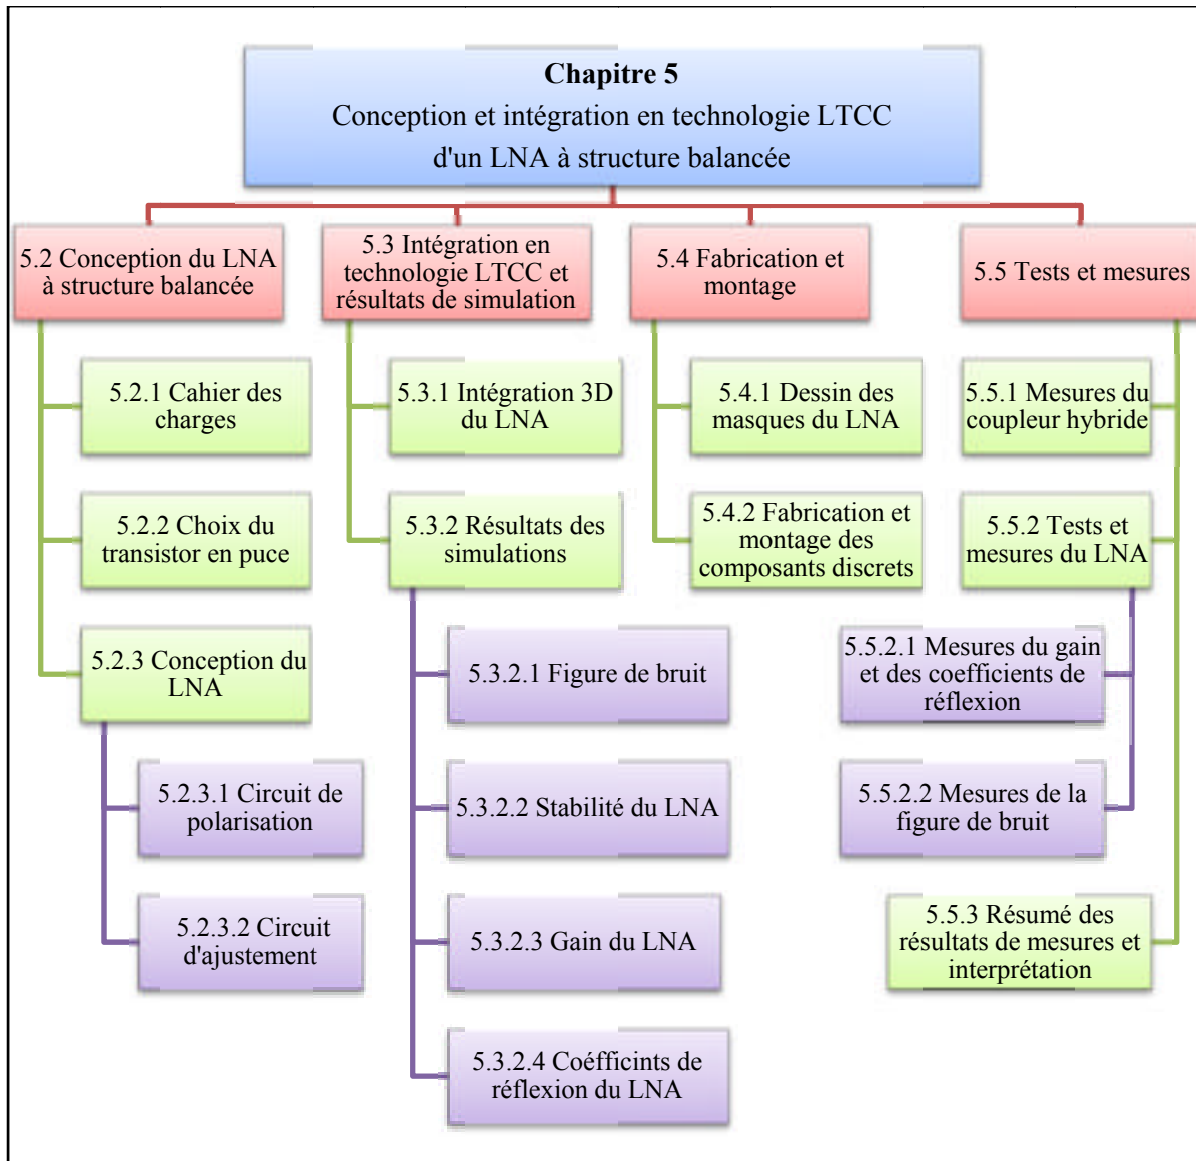 Chapitre 5
Conception et intégration en technologie LTCC
d'un LNA à structure balancée
5.2 Conception du LNA
à structure balancée
5.2.1 Cahier des
charges
5.2.2 Choix du
transistor en puce
5.2.3 Conception du
LNA
5.2.3.1 Circuit de
polarisation
5.2.3.2 Circuit
d'ajustement
5.3 Intégration en
technologie LTCC et
résultats de simulation
5.3.1 Intégration 3D
du LNA
5.3.2 Résultats des
simulations
5.3.2.1 Figure de bruit
5.3.2.2 Stabilité du LNA
5.3.2.3 Gain du LNA
5.3.2.4 Coéfficints de
réflexion du LNA
5.4 Fabrication et
montage
5.4.1 Dessin des
masques du LNA
5.4.2 Fabrication et
montage des
composants discrets
5.5 Tests et mesures
5.5.1 Mesures du
coupleur hybride
5.5.2 Tests et
mesures du LNA
5.5.2.1 Mesures du gain
et des coefficients de
réflexion
5.5.2.2 Mesures de la
figure de bruit
5.5.3 Résumé des
résultats de mesures et
interprétation